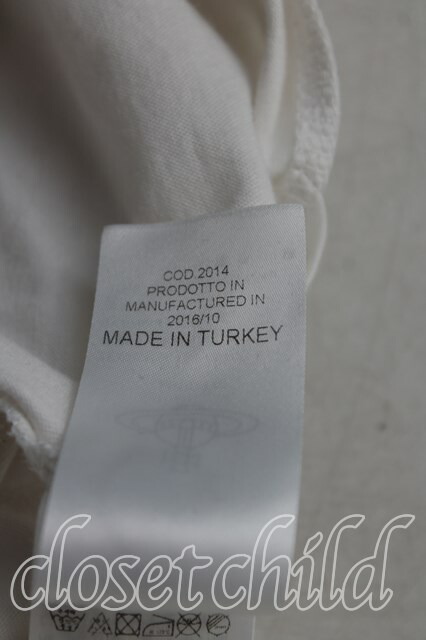 COD.2014
PRODOTTO IN
MANUFACTURED IN
2016/10
MADE IN TURKEY
closet child